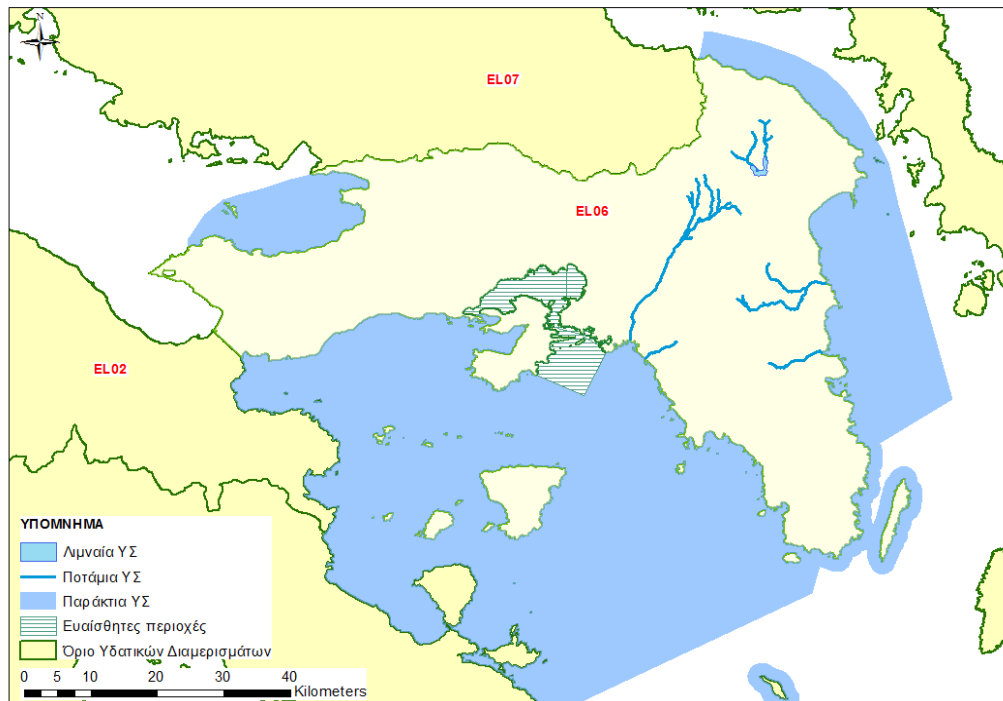 N
EL07
EL06
EL02
ΥΠΟΜΝΗΜΑ
Λιμναία ΥΣ
Ποτάμια ΥΣ
Παράκτια ΥΣ
Ευαίσθητες περιοχές
Όριο Υδατικών Διαμερισμάτων
0 5 10 20 30 40
Kilometers